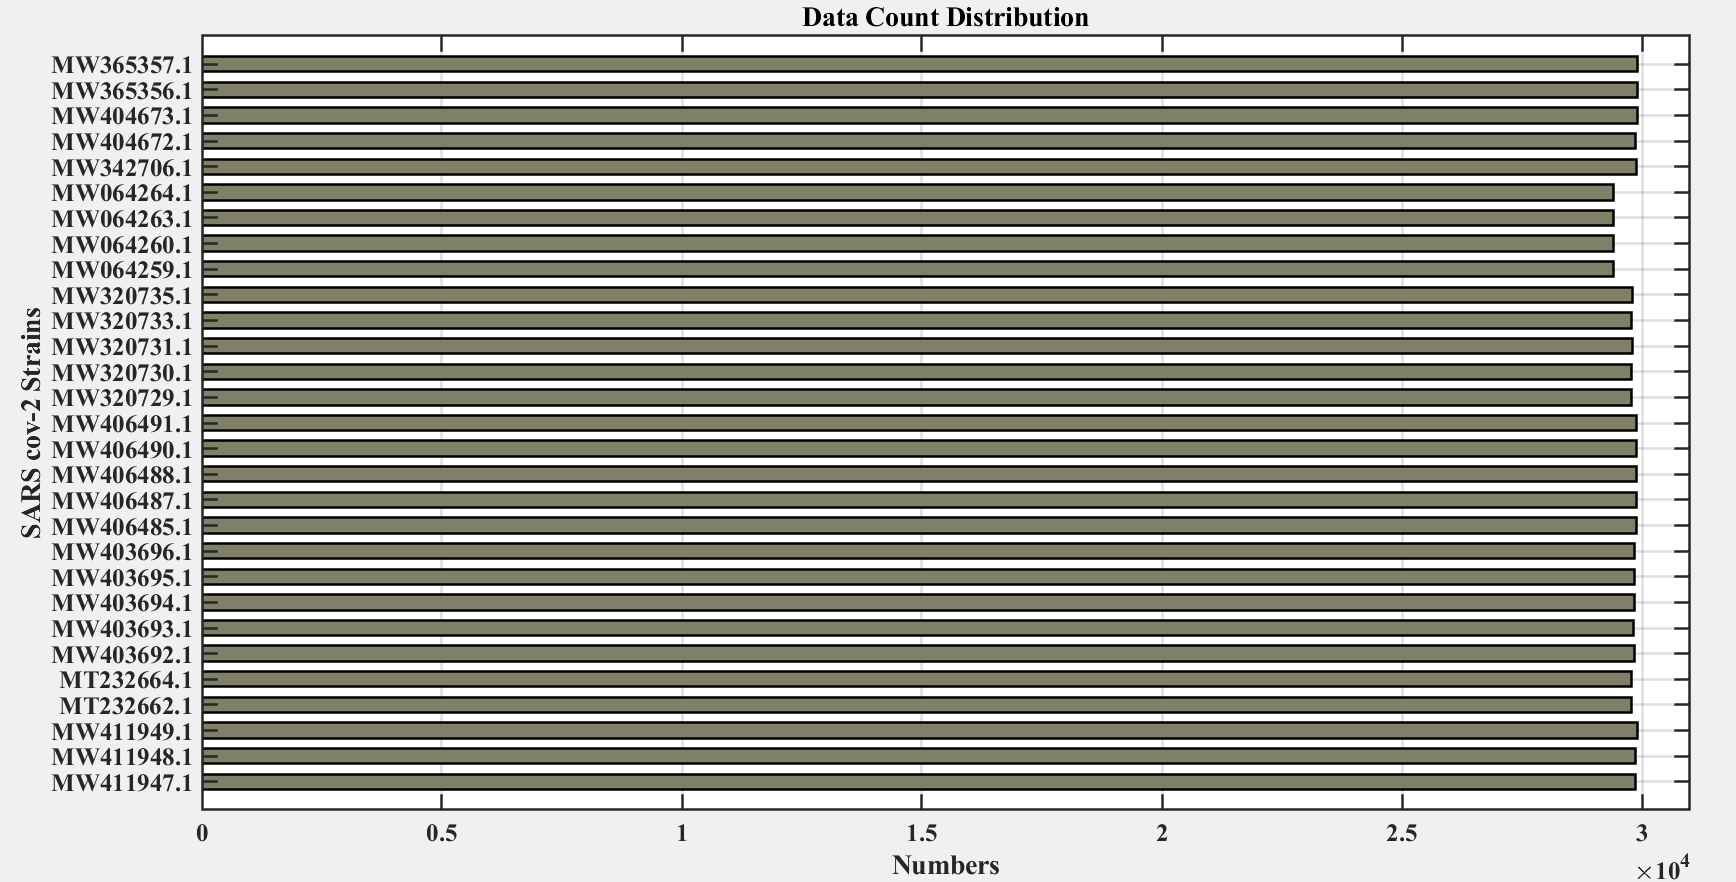 Data Count Distribution
SARS cov-2 Strains
MW365357.1
MW365356.1
MW404673.1
MW404672.1
MW342706.1
MW064264.1
MW064263.1
MW064260.1
MW064259.1
MW320735.1
MW320733.1
MW320731.1
MW320730.1
MW320729.1
MW406491.1
MW406490.1
MW406488.1
MW406487.1
MW406485.1
MW403696.1
MW403695.1
MW403694.1
MW403693.1
MW403692.1
MT232664.1
MT232662.1
MW411949.1
MW411948.1
MW411947.1
0 0.5 1 1.5 2 2.5 3
Numbers
×10⁴